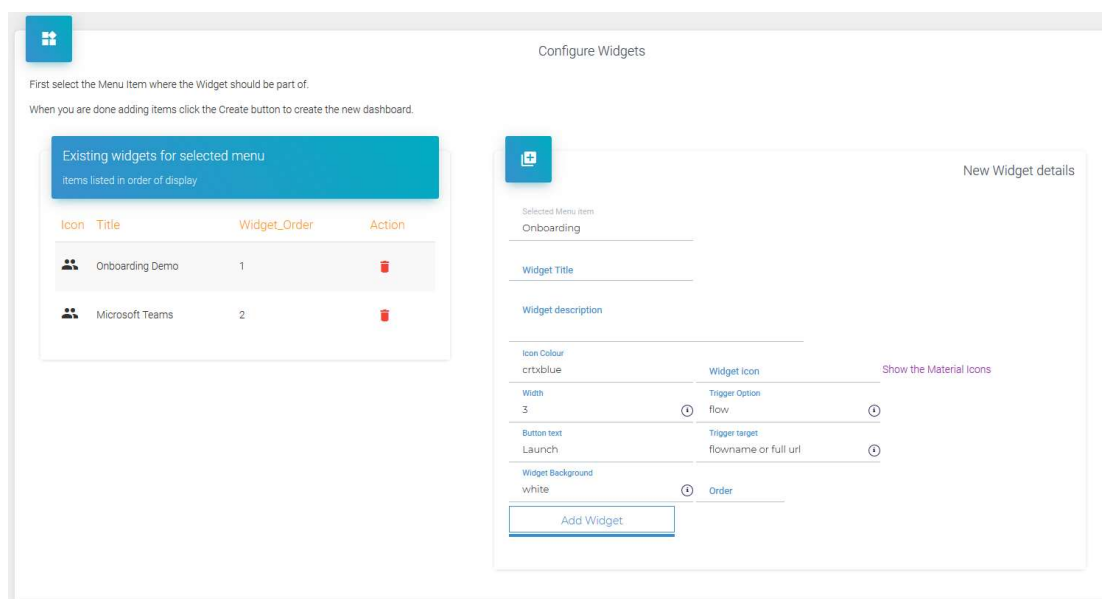 Configure Widgets
First select the Menu Item where the Widget should be part of.
When you are done adding items click the Create button to create the new dashboard.
Existing widgets for selected menu
items listed in order of display
Icon Title Widget_Order Action
Onboarding Demo 1
Microsoft Teams 2
New Widget details
Selected Menu item
Onboarding
Widget Title
Widget description
Icon Colour
crtxblue Widget icon Show the Material Icons
Width Trigger Option
3 flow
Button text Trigger target
Launch flowname or full url
Widget Background
white Order
Add Widget